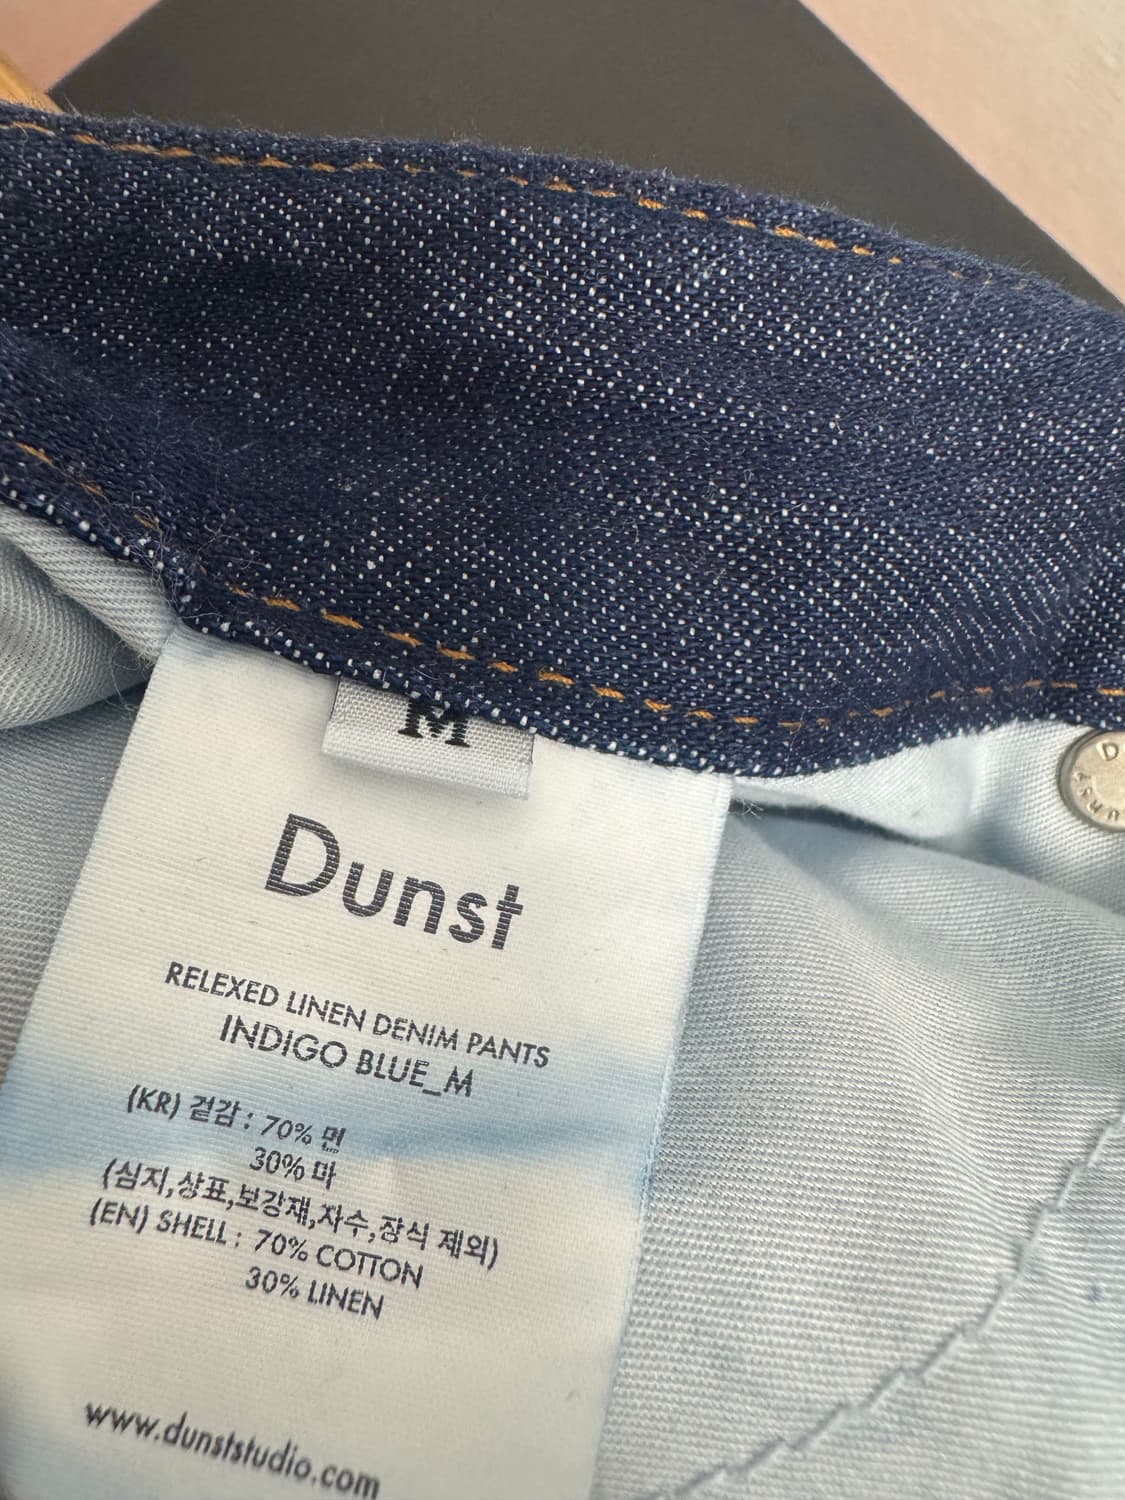 M
Dunst
RELEXED LINEN DENIM PANTS
INDIGO BLUE_M
(KR) 겉감 : 70% 면
30% 마
(심지,상표,보강재,자수,장식 제외)
(EN) SHELL : 70% COTTON
30% LINEN
www.dunststudio.com